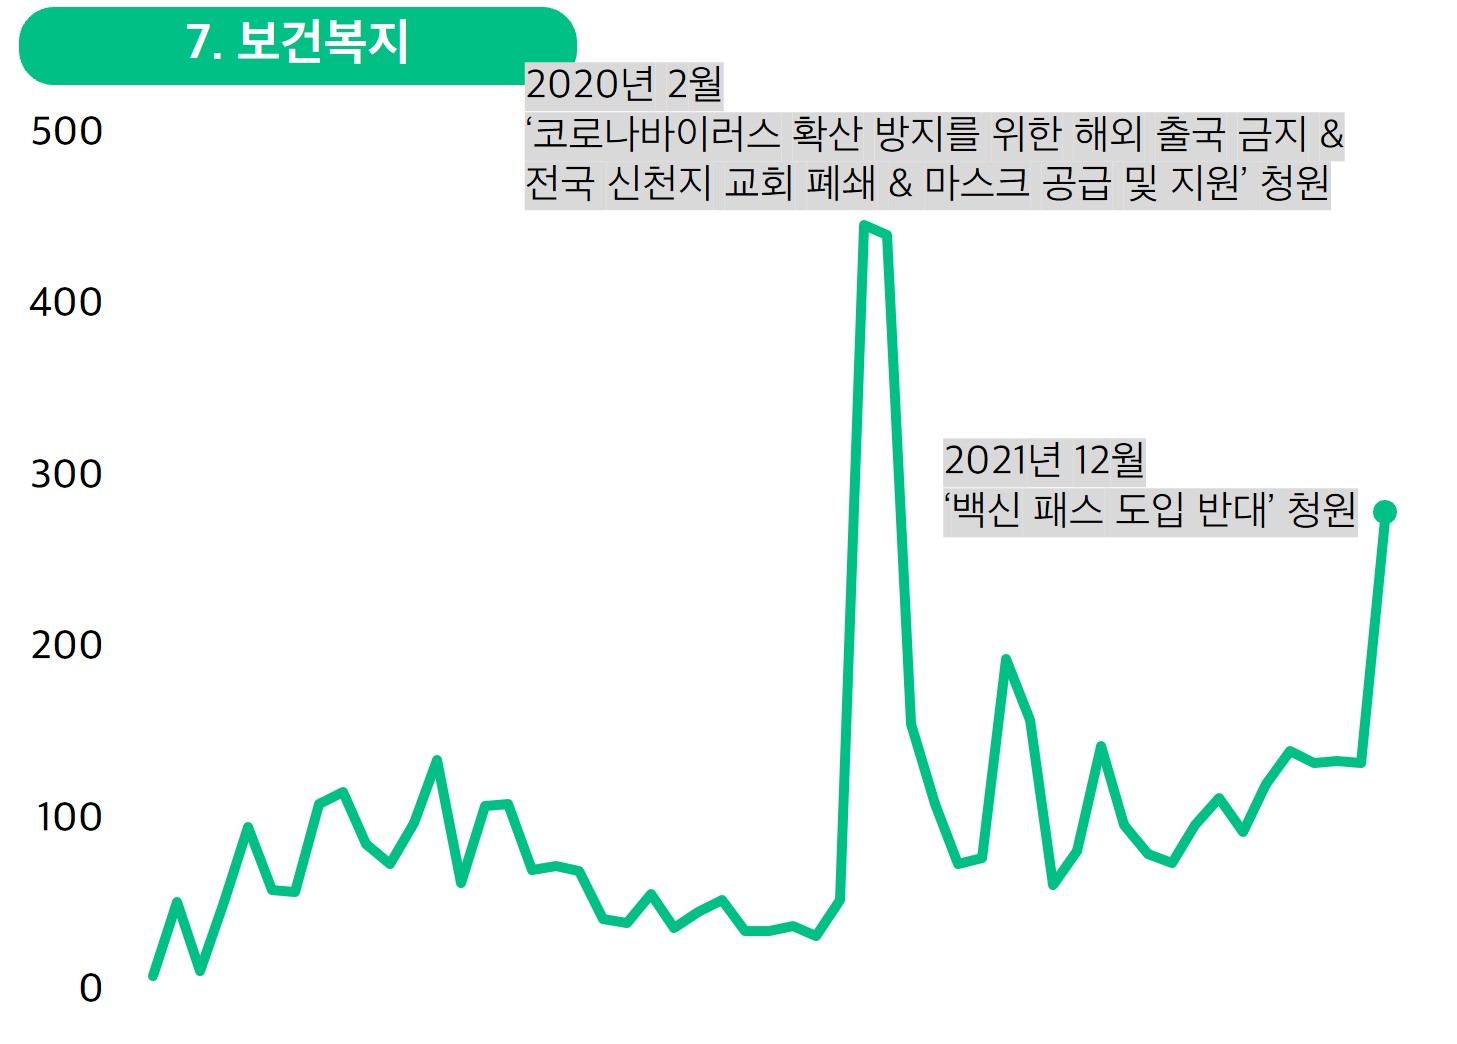 7. 보건복지
2020년 2월
‘코로나바이러스 확산 방지를 위한 해외 출국 금지 &
전국 신천지 교회 폐쇄 & 마스크 공급 및 지원’ 청원
500
400
300
2021년 12월
‘백신 패스 도입 반대’ 청원
200
100
0